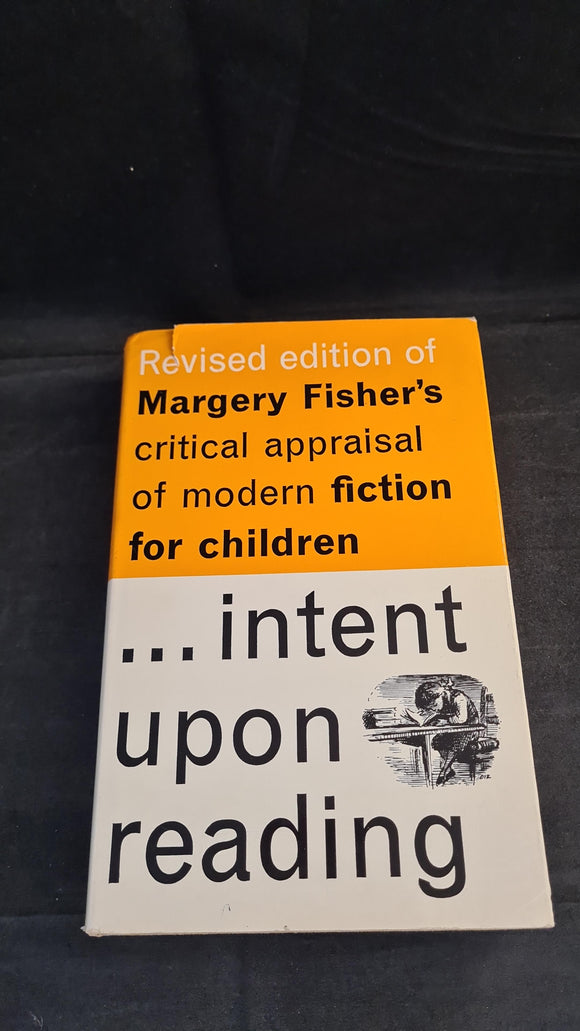 Revised edition of
Margery Fisher's
critical appraisal
of modern fiction
for children
...intent
upon
reading